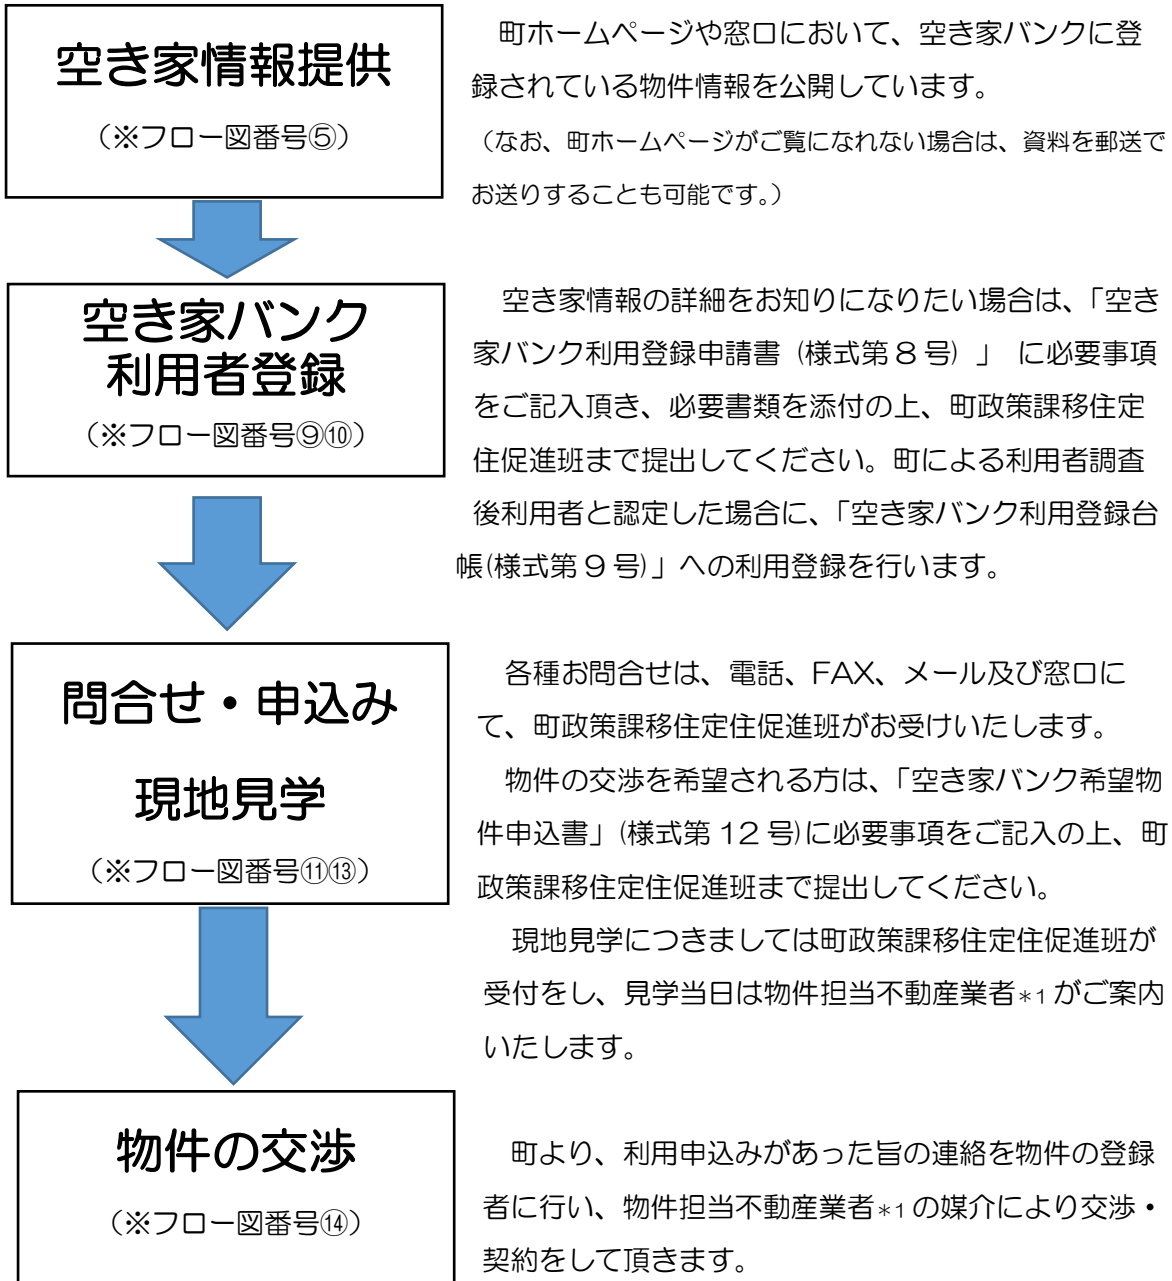 空き家情報提供
（※フロー図番号⑤）
町ホームページや窓口において、空き家バンクに登
録されている物件情報を公開しています。
（なお、町ホームページがご覧になれない場合は、資料を郵送で
お送りすることも可能です。）
空き家バンク
利用者登録
（※フロー図番号⑨⑩）
空き家情報の詳細をお知りになりたい場合は、「空き
家バンク利用登録申請書（様式第８号）」 に必要事項
をご記入頂き、必要書類を添付の上、町政策課移住定
住促進班まで提出してください。町による利用者調査
後利用者と認定した場合に、「空き家バンク利用登録台
帳(様式第９号)」への利用登録を行います。
問合せ・申込み
現地見学
（※フロー図番号⑪⑬）
各種お問合せは、電話、FAX、メール及び窓口に
て、町政策課移住定住促進班がお受けいたします。
物件の交渉を希望される方は、「空き家バンク希望物
件申込書」(様式第 12 号)に必要事項をご記入の上、町
政策課移住定住促進班まで提出してください。
現地見学につきましては町政策課移住定住促進班が
受付をし、見学当日は物件担当不動産業者＊1 がご案内
いたします。
物件の交渉
（※フロー図番号⑭）
町より、利用申込みがあった旨の連絡を物件の登録
者に行い、物件担当不動産業者＊1 の媒介により交渉・
契約をして頂きます。